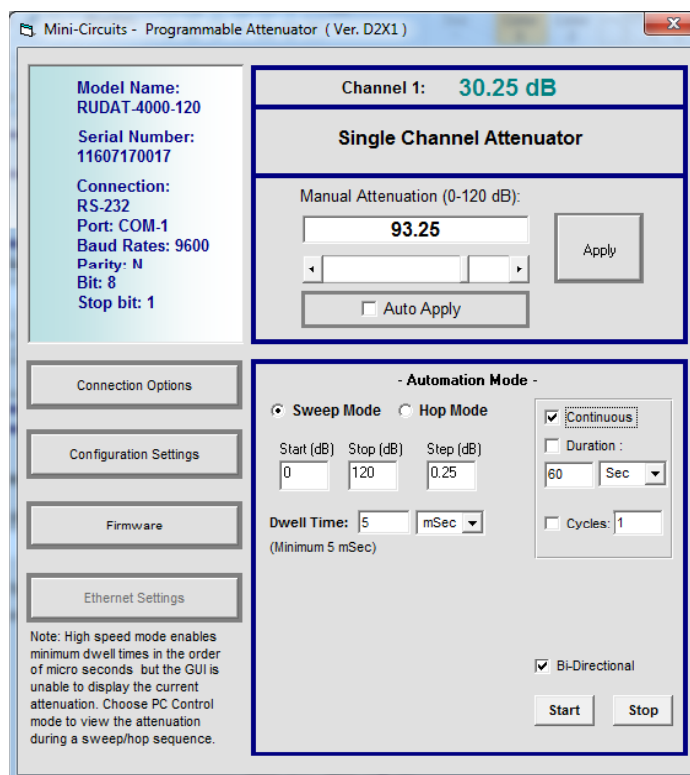 Mini-Circuits - Programmable Attenuator ( Ver. D2X1 )
X
Model Name:
RUDAT-4000-120
Serial Number:
11607170017
Connection:
RS-232
Port: COM-1
Baud Rates: 9600
Parity: N
Bit: 8
Stop bit: 1
Channel 1: 30.25 dB
Single Channel Attenuator
Manual Attenuation (0-120 dB):
93.25
Apply
Auto Apply
Connection Options
Configuration Settings
Firmware
Ethernet Settings
Note: High speed mode enables
minimum dwell times in the order
of micro seconds but the GUI is
unable to display the current
attenuation. Choose PC Control
mode to view the attenuation
during a sweep/hop sequence.
- Automation Mode -
Sweep Mode Hop Mode
Start (dB) Stop (dB) Step (dB)
0 120 0.25
Dwell Time: 5 mSec
(Minimum 5 mSec)
Continuous
Duration :
60 Sec
Cycles: 1
Bi-Directional
Start Stop